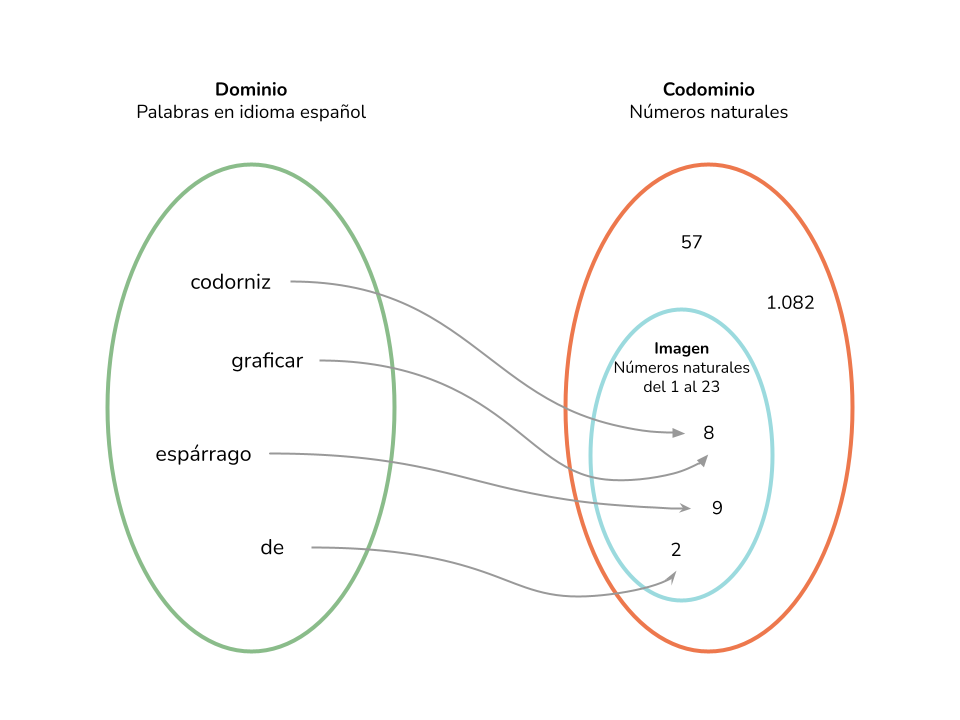 Dominio
Palabras en idioma español
Codominio
Números naturales
57
1.082
codorniz
Imagen
Números naturales
del 1 al 23
graficar
8
espárrago
9
de
2